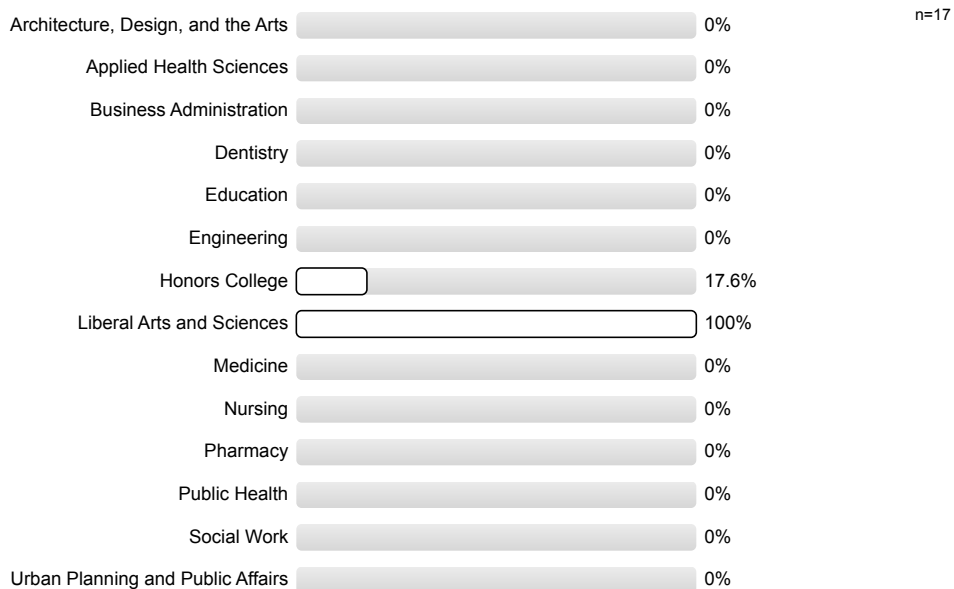 Architecture, Design, and the Arts 0% n=17
Applied Health Sciences 0%
Business Administration 0%
Dentistry 0%
Education 0%
Engineering 0%
Honors College 17.6%
Liberal Arts and Sciences 100%
Medicine 0%
Nursing 0%
Pharmacy 0%
Public Health 0%
Social Work 0%
Urban Planning and Public Affairs 0%